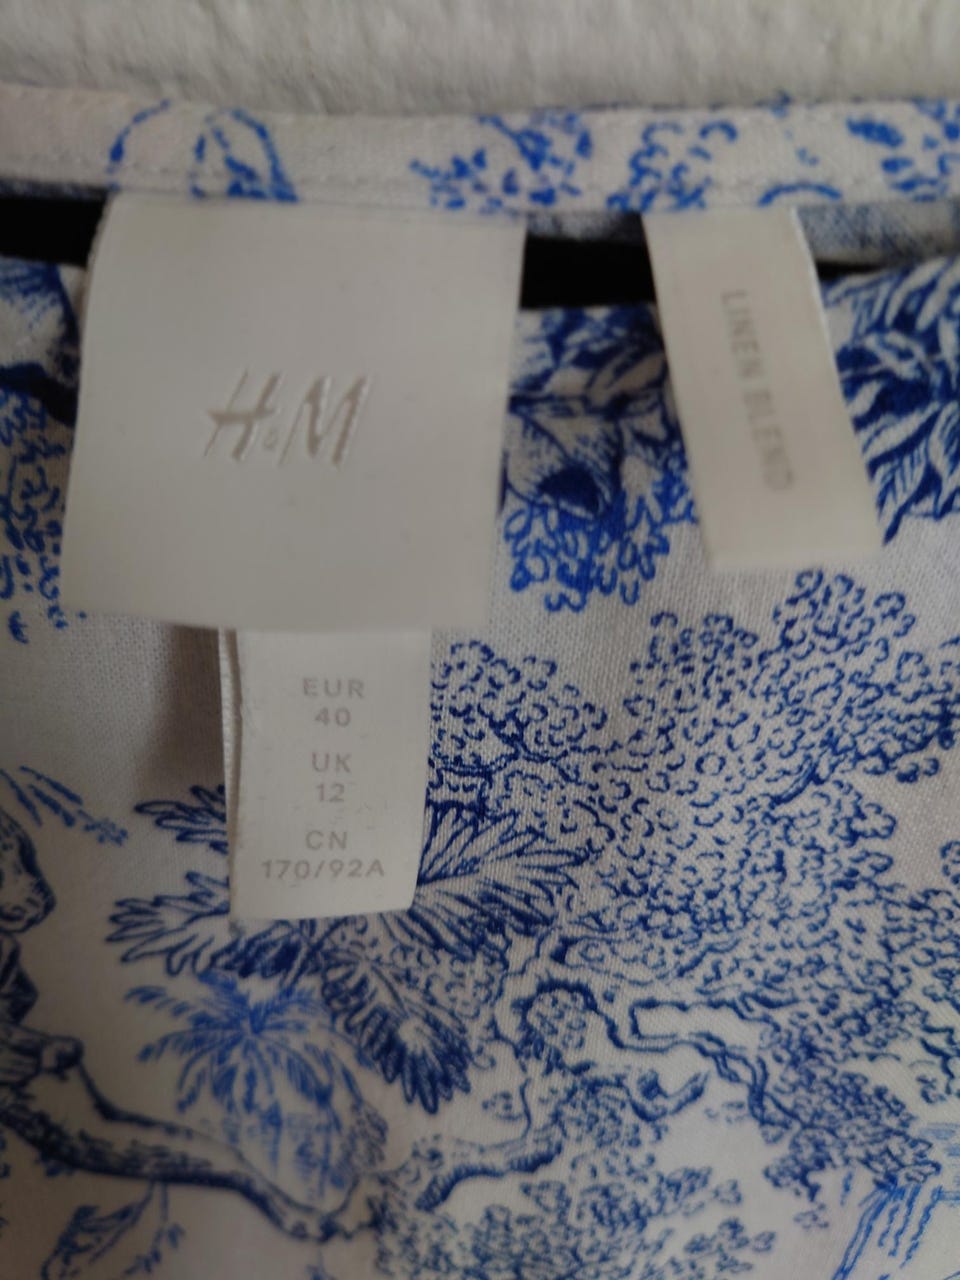 H&M
LINEN BLEND
EUR
40
UK
12
CN
170/92A